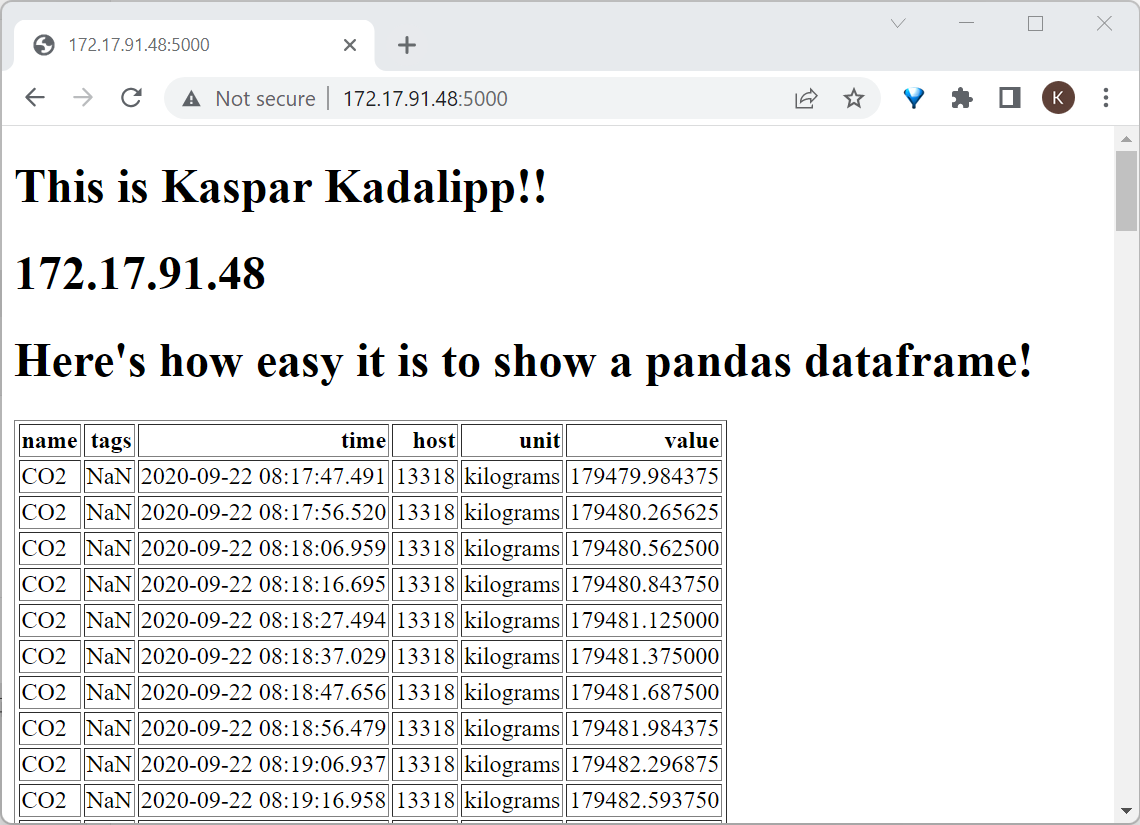 172.17.91.48:5000
Not secure 172.17.91.48:5000
K
This is Kaspar Kadalipp!!
172.17.91.48
Here's how easy it is to show a pandas dataframe!
name tags time host unit value
CO2 NaN 2020-09-22 08:17:47.491 13318 kilograms 179479.984375
CO2 NaN 2020-09-22 08:17:56.520 13318 kilograms 179480.265625
CO2 NaN 2020-09-22 08:18:06.959 13318 kilograms 179480.562500
CO2 NaN 2020-09-22 08:18:16.695 13318 kilograms 179480.843750
CO2 NaN 2020-09-22 08:18:27.494 13318 kilograms 179481.125000
CO2 NaN 2020-09-22 08:18:37.029 13318 kilograms 179481.375000
CO2 NaN 2020-09-22 08:18:47.656 13318 kilograms 179481.687500
CO2 NaN 2020-09-22 08:18:56.479 13318 kilograms 179481.984375
CO2 NaN 2020-09-22 08:19:06.937 13318 kilograms 179482.296875
CO2 NaN 2020-09-22 08:19:16.958 13318 kilograms 179482.593750